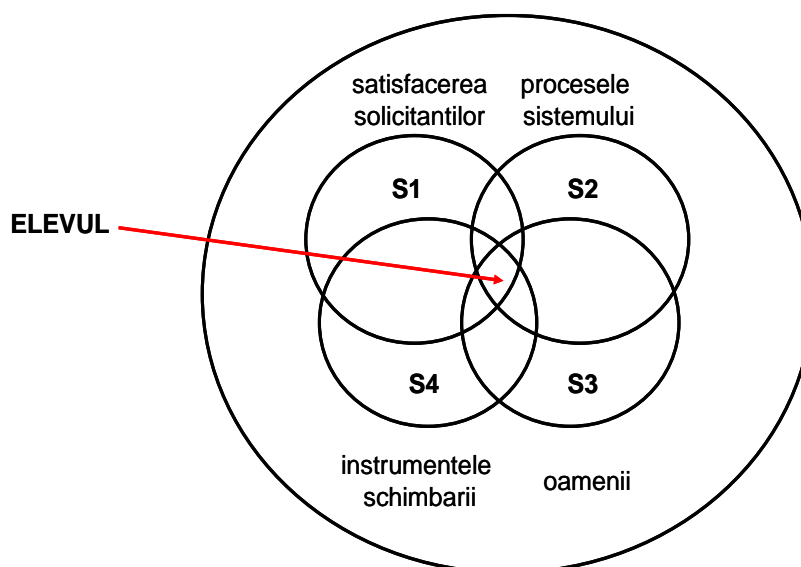 satisfacerea
solicitantilor
procesele
sistemului
S1
S2
ELEVUL
S4
S3
instrumentele
schimbarii
oamenii